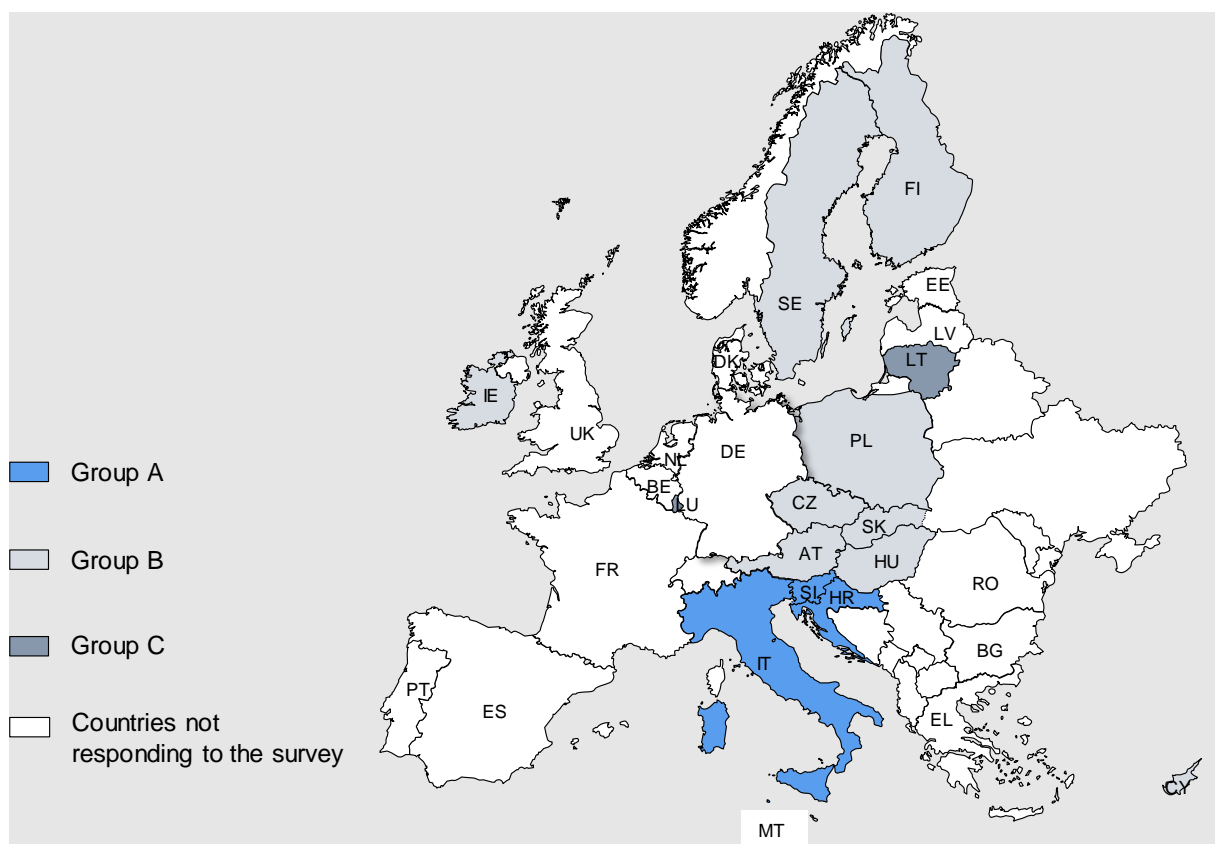 FI
EE
SE
LV
LT
DK
IE
UK
PL
DE
NL
BE
LU
CZ
SK
AT
HU
FR
RO
SI
HR
BG
IT
PT
ES
EL
CY
MT
Group A
Group B
Group C
Countries not
responding to the survey